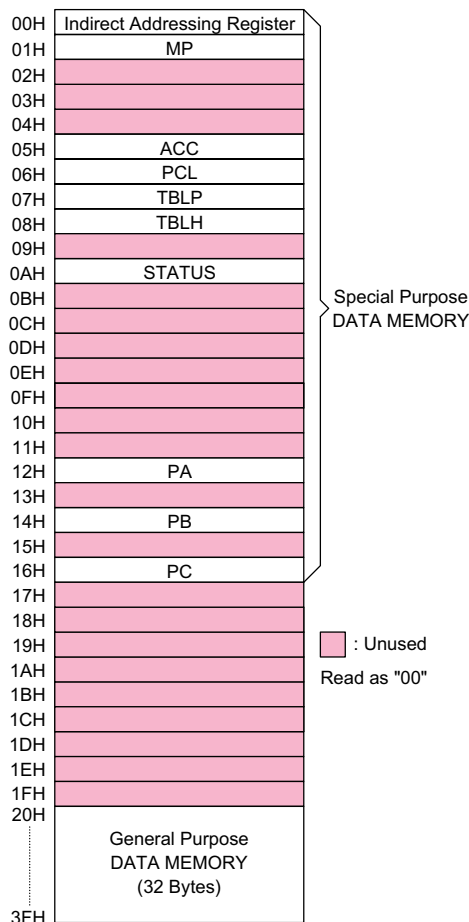 00H Indirect Addressing Register
01H MP
02H
03H
04H
05H ACC
06H PCL
07H TBLP
08H TBLH
09H
0AH STATUS
0BH
0CH
0DH
0EH
0FH
10H
11H
12H PA
13H
14H PB
15H
16H PC
17H
18H
19H
1AH
1BH
1CH
1DH
1EH
1FH
20H
General Purpose
DATA MEMORY
(32 Bytes)
3FH
Special Purpose
DATA MEMORY
: Unused
Read as "00"